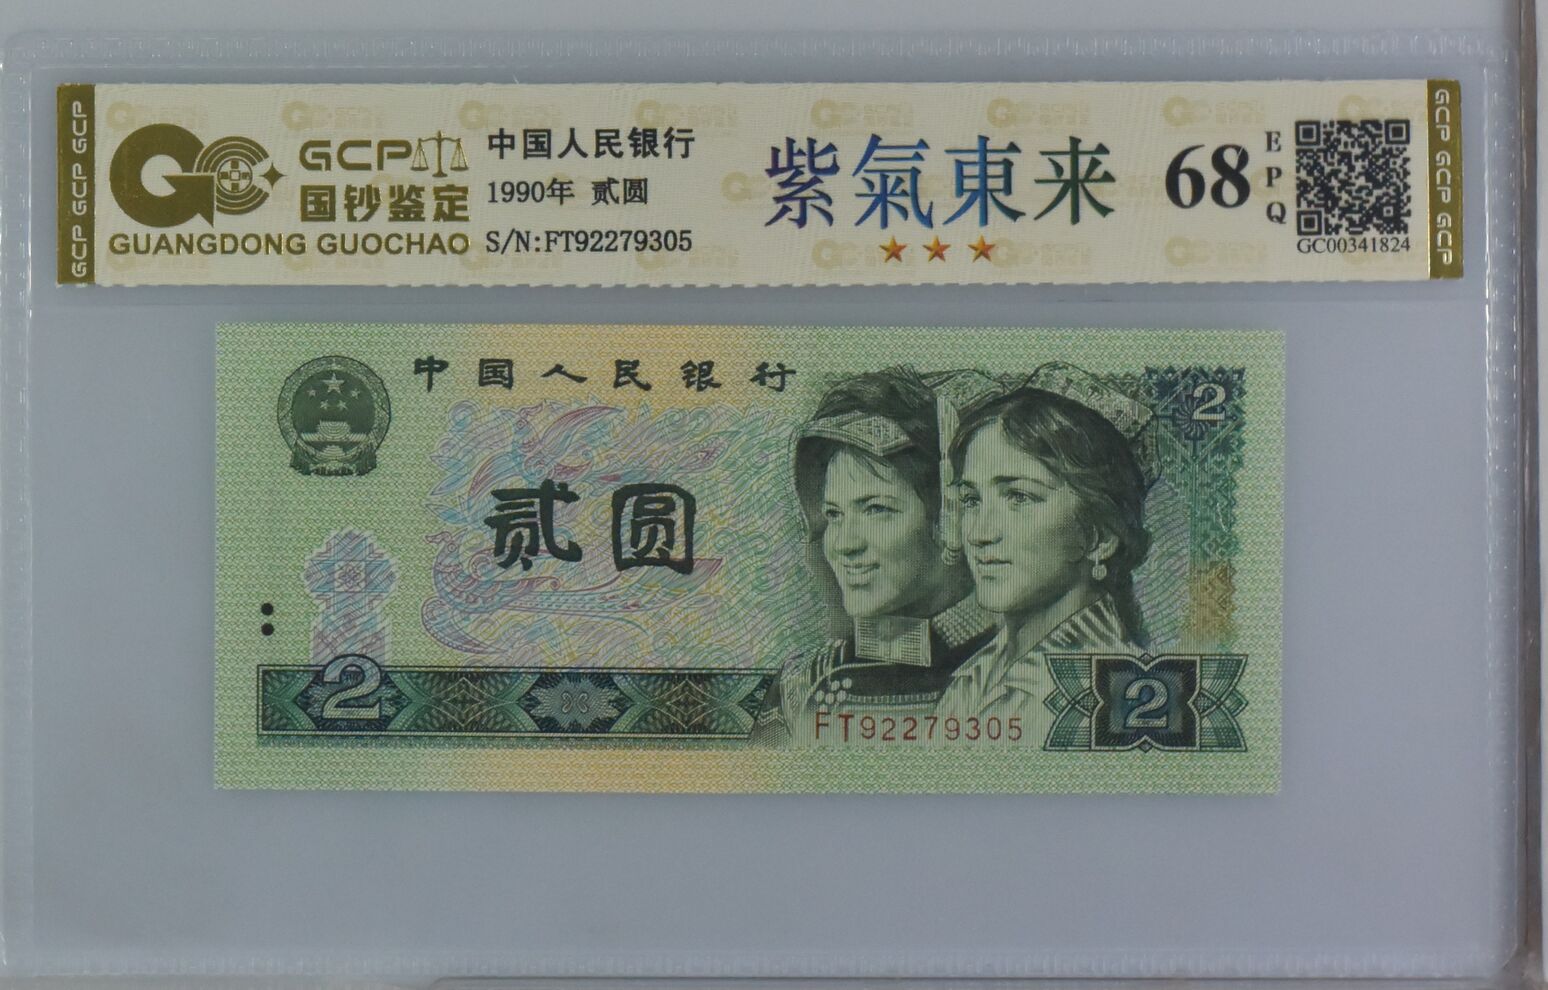 GCP GCP GCP
GCP
国钞鉴定
GUANGDONG GUOCHAO
中国人民银行
1990年 贰圆
S/N:FT92279305
紫氣東来
68
EPQ
GC00341824
GCP GCP GCP
中国人民银行
2
贰圆
2
FT92279305
2